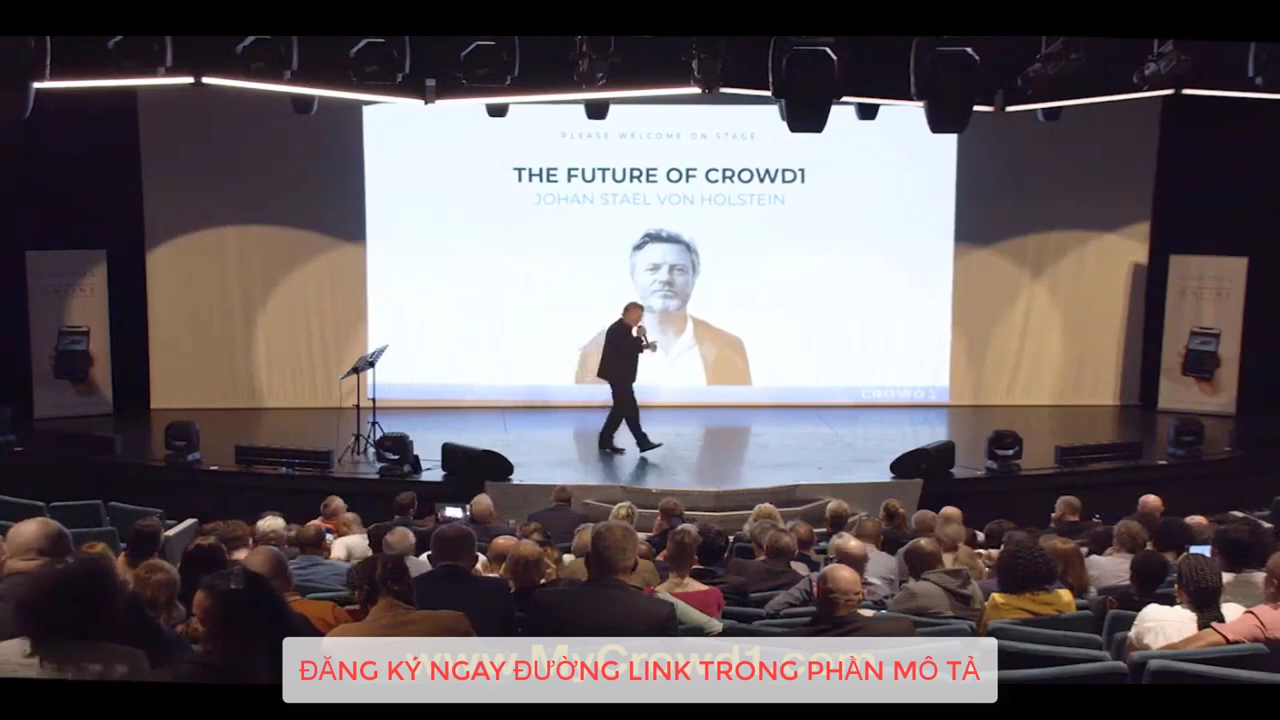 PLEASE WELCOME ON STAGE
THE FUTURE OF CROWD1
JOHAN STAEL VON HOLSTEIN
CROWD1
ONLINE
www.MyCrowd1.com
ĐĂNG KÝ NGAY ĐƯỜNG LINK TRONG PHẦN MÔ TẢ